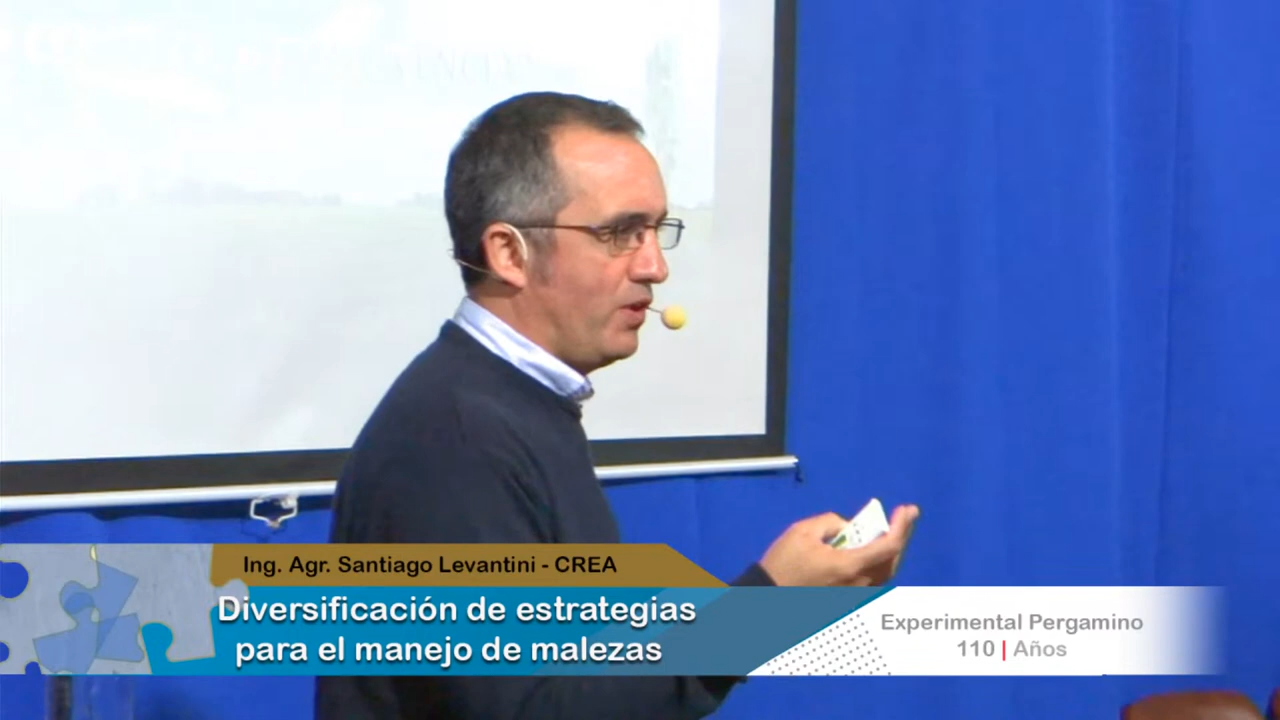 Ing. Agr. Santiago Levantini - CREA
Diversificación de estrategias
para el manejo de malezas
Experimental Pergamino
110 | Años